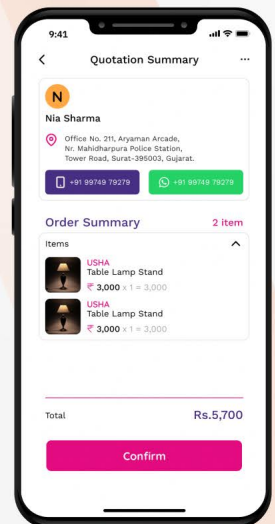 9:41
Quotation Summary
...
N
Nia Sharma
Office No. 211, Aryaman Arcade,
Nr. Mahidharpura Police Station,
Tower Road, Surat-395003, Gujarat.
+91 99749 79279
+91 99749 79279
Order Summary 2 item
Items
USHA
Table Lamp Stand
₹ 3,000 x 1 = 3,000
USHA
Table Lamp Stand
₹ 3,000 x 1 = 3,000
Total Rs.5,700
Confirm